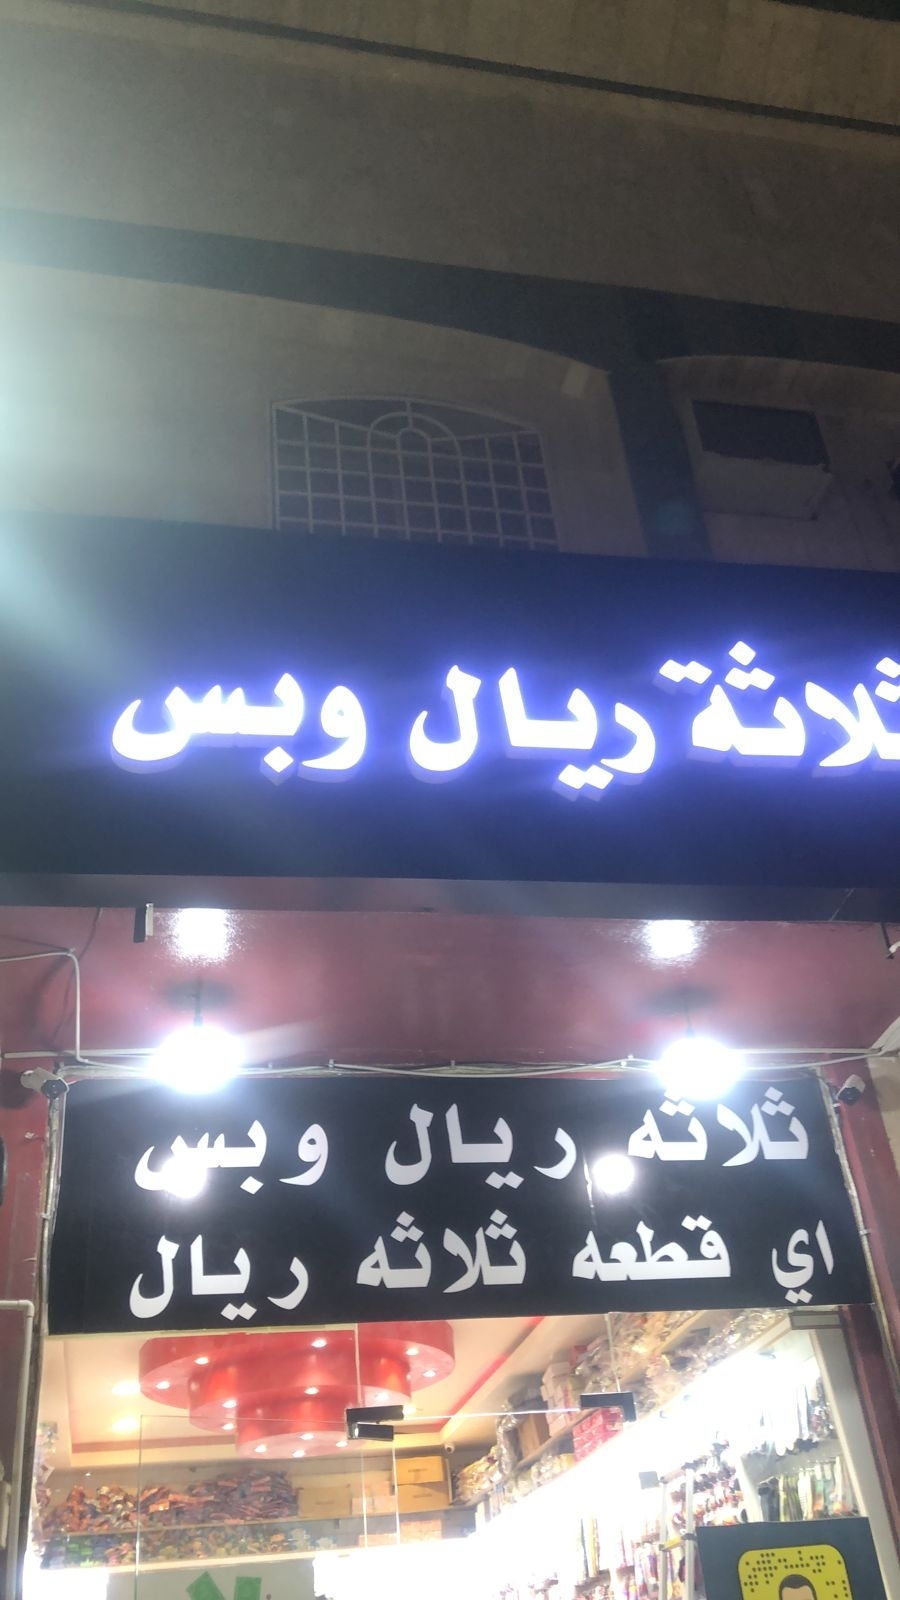 ثلاثة ريال وبس
ثلاثه ريال وبس
اي قطعه ثلاثه ريال